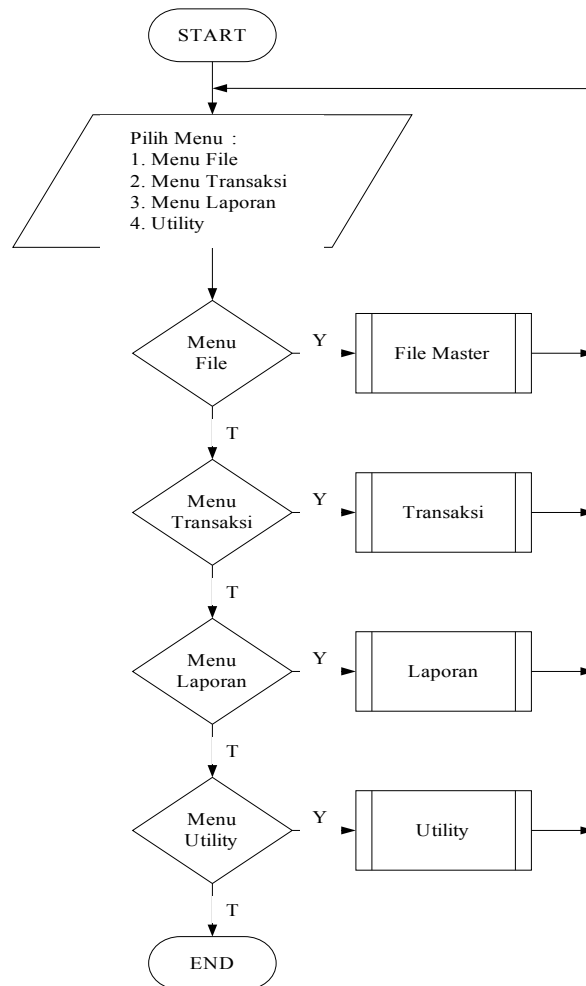 START
Pilih Menu :
1. Menu File
2. Menu Transaksi
3. Menu Laporan
4. Utility
Menu
File
Y
File Master
T
Menu
Transaksi
Y
Transaksi
T
Menu
Laporan
Y
Laporan
T
Menu
Utility
Y
Utility
T
END